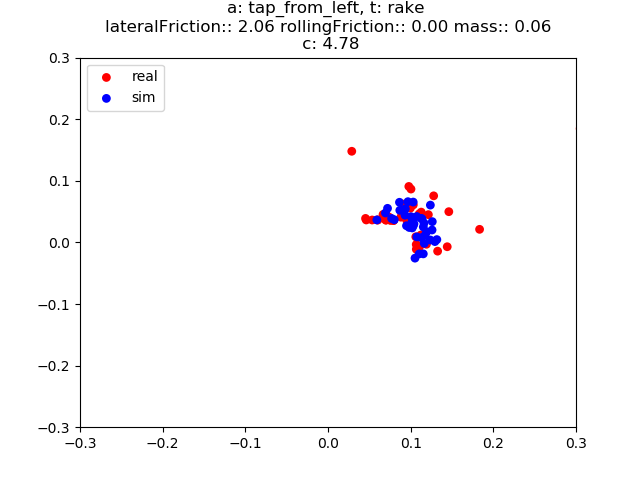 a: tap_from_left, t: rake
lateralFriction:: 2.06 rollingFriction:: 0.00 mass:: 0.06
c: 4.78
real
sim
0.3
0.2
0.1
0.0
−0.1
−0.2
−0.3
−0.3 −0.2 −0.1 0.0 0.1 0.2 0.3